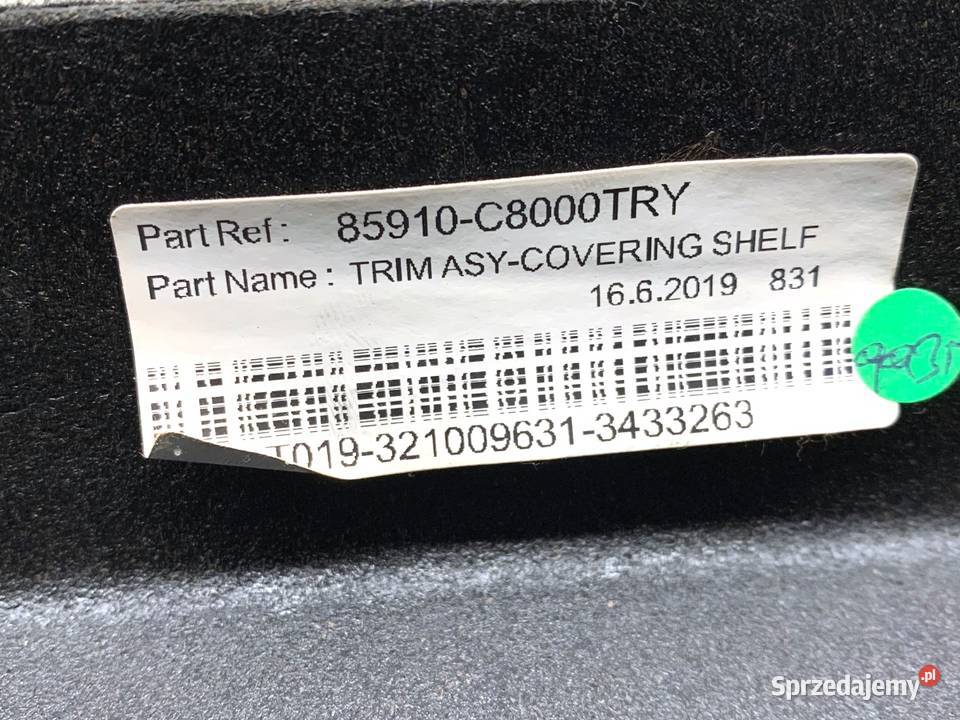 Part Ref: 85910-C8000TRY
Part Name: TRIM ASY-COVERING SHELF
16.6.2019 831
T019-321009631-3433263
Sprzedajemy.pl